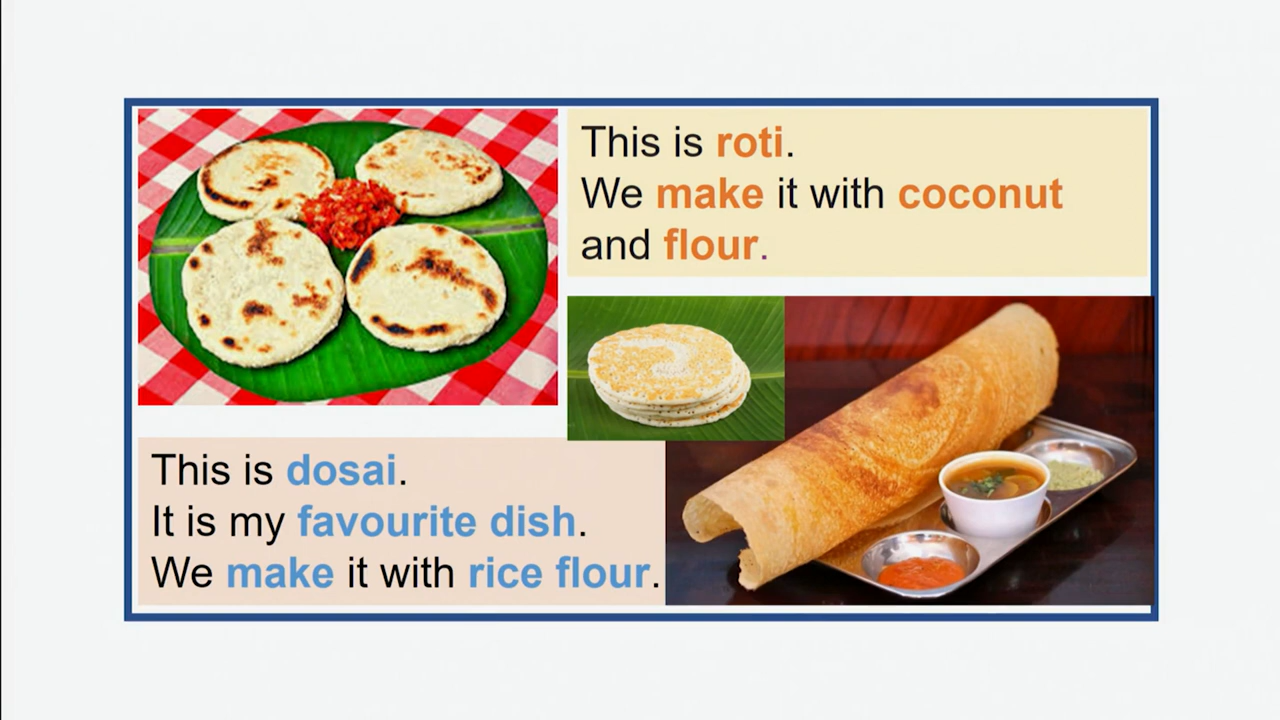 This is roti.
We make it with coconut
and flour.
This is dosai.
It is my favourite dish.
We make it with rice flour.